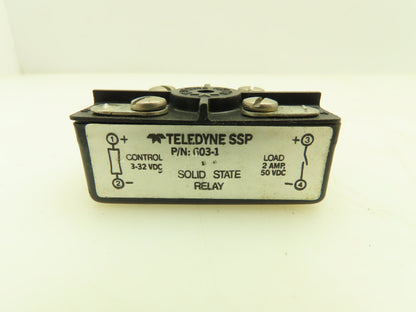 TELEDYNE SSP
P/N: 603-1
1 +
CONTROL
3-32 VDC
2 −
SOLID STATE
RELAY
3 +
LOAD
2 AMP
50 VDC
4 −